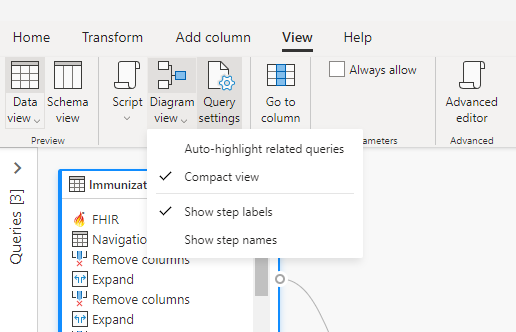 Home Transform Add column View Help
Data view
Schema view
Script
Diagram view
Query settings
Go to column
Always allow
Advanced editor
Preview
rameters
Advanced
Auto-highlight related queries
Compact view
Show step labels
Show step names
Queries [3]
Immunizat
FHIR
Navigatio
Remove columns
Expand
Remove columns
Expand